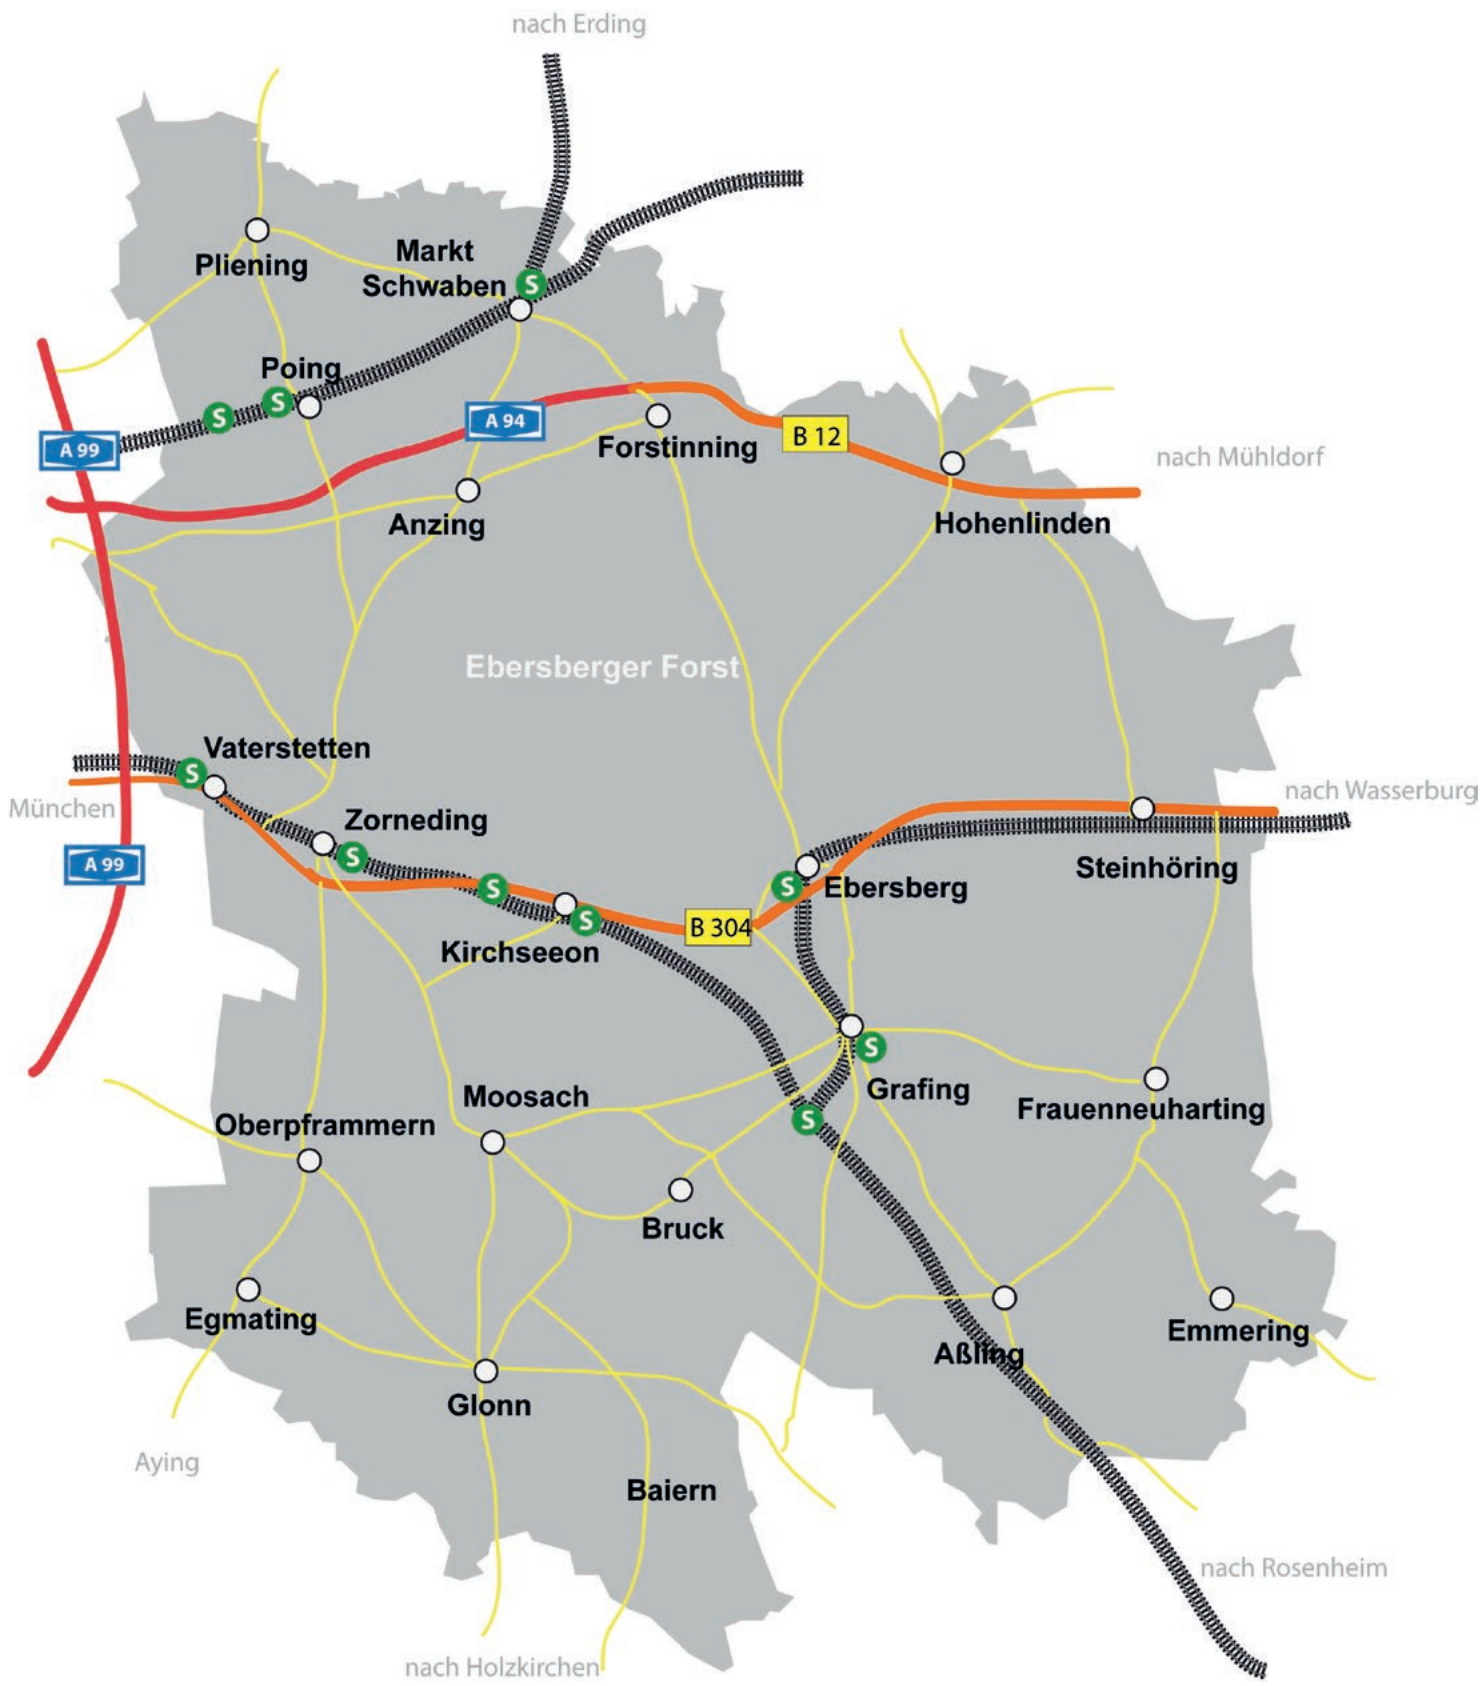 nach Erding
Markt
Schwaben
S
Pliening
Poing
S
S
A 94
B 12
A 99
Forstinning
nach Mühldorf
Anzing
Hohenlinden
Ebersberger Forst
Vaterstetten
S
nach Wasserburg
München
Zorneding
S
A 99
Steinhöring
S
Ebersberg
S
S
B 304
Kirchseeon
S
Grafing
Moosach
Frauenneuharting
Oberpframmern
S
Bruck
Egmating
Emmering
Aßling
Glonn
Aying
Baiern
nach Rosenheim
nach Holzkirchen